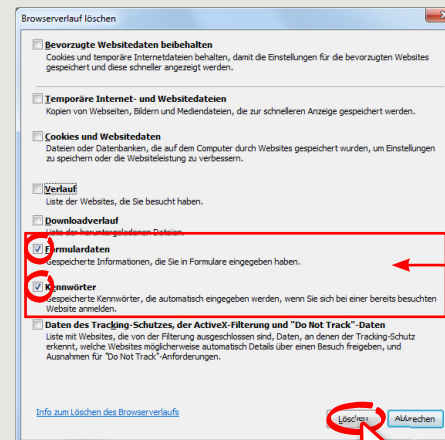 Browserverlauf löschen
Bevorzugte Websitedaten beibehalten
Cookies und temporäre Internetdateien behalten, damit die Einstellungen für die bevorzugten Websites
gespeichert und diese schneller angezeigt werden.
Temporäre Internet- und Websitedateien
Kopien von Webseiten, Bildern und Mediendateien, die zur schnelleren Anzeige gespeichert werden.
Cookies und Websitedaten
Dateien oder Datenbanken, die auf dem Computer durch Websites gespeichert wurden, um Einstellungen
zu speichern oder die Websiteleistung zu verbessern.
Verlauf
Liste der Websites, die Sie besucht haben.
Downloadverlauf
Liste der heruntergeladenen Dateien.
Formulardaten
Gespeicherte Informationen, die Sie in Formulare eingegeben haben.
Kennwörter
Gespeicherte Kennwörter, die automatisch eingegeben werden, wenn Sie sich bei einer bereits besuchten
Website anmelden.
Daten des Tracking-Schutzes, der ActiveX-Filterung und "Do Not Track"-Daten
Liste mit Websites, die von der Filterung ausgeschlossen sind, Daten, an denen der Tracking-Schutz
erkennt, welche Websites möglicherweise automatisch Details über einen Besuch freigeben, und
Ausnahmen für "Do Not Track"-Anforderungen.
Info zum Löschen des Browserverlaufs
Löschen Abbrechen